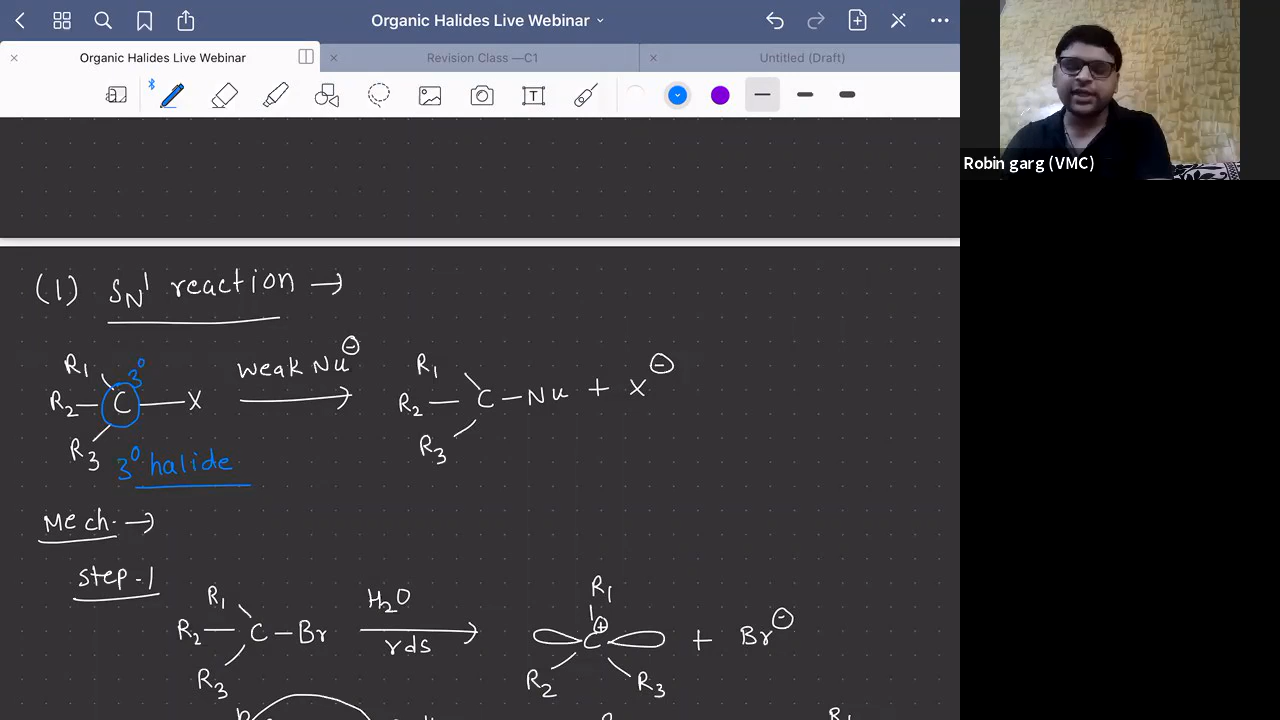 Organic Halides Live Webinar
Organic Halides Live Webinar
Revision Class —C1
Untitled (Draft)
T
Robin garg (VMC)
(1) SN1 reaction →
R1 R2 R3 C 3° X weak Nu⊖ → R1 R2 R3 C — Nu + X⊖
3° halide
Mech. →
step-1
R1 R2 R3 C — Br H2O rds → R1 C⊕ R2 R3 + Br⊖